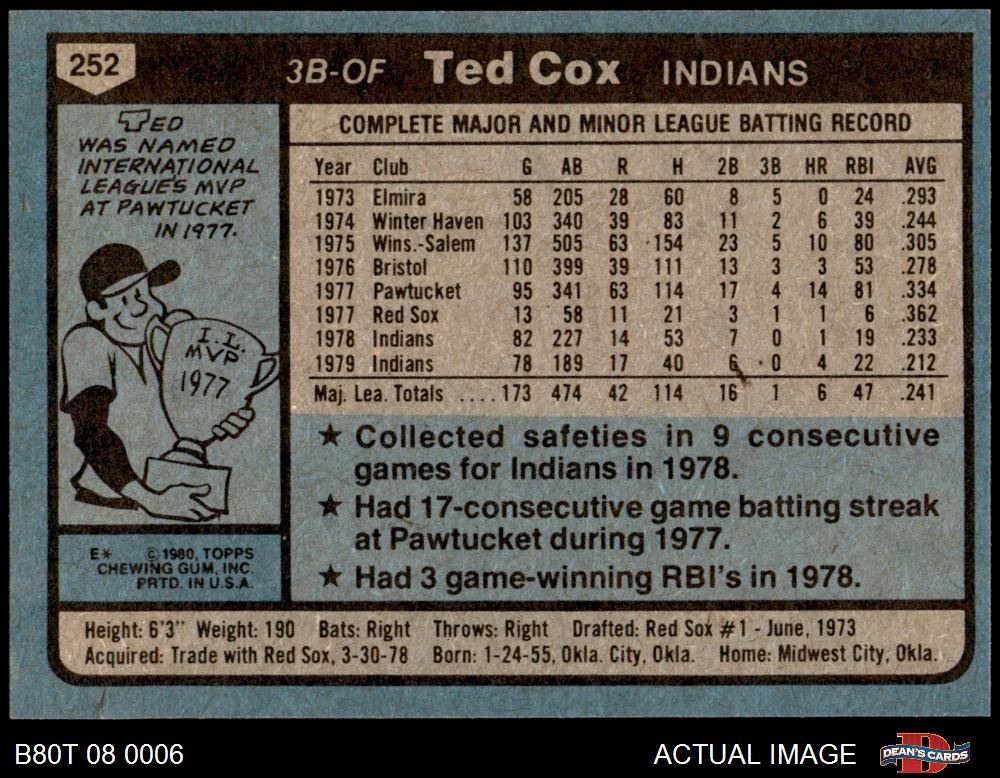 252
3B-OF Ted Cox INDIANS
TED
WAS NAMED
INTERNATIONAL
LEAGUE'S MVP
AT PAWTUCKET
IN 1977.
I.L.
MVP
1977
E* © 1980, TOPPS
CHEWING GUM, INC.
PRTD. IN U.S.A.
COMPLETE MAJOR AND MINOR LEAGUE BATTING RECORD
Year Club G AB R H 2B 3B HR RBI AVG
1973 Elmira 58 205 28 60 8 5 0 24 .293
1974 Winter Haven 103 340 39 83 11 2 6 39 .244
1975 Wins.-Salem 137 505 63 154 23 5 10 80 .305
1976 Bristol 110 399 39 111 13 3 3 53 .278
1977 Pawtucket 95 341 63 114 17 4 14 81 .334
1977 Red Sox 13 58 11 21 3 1 1 6 .362
1978 Indians 82 227 14 53 7 0 1 19 .233
1979 Indians 78 189 17 40 6 0 4 22 .212
Maj. Lea. Totals ....173 474 42 114 16 1 6 47 .241
★ Collected safeties in 9 consecutive
games for Indians in 1978.
★ Had 17-consecutive game batting streak
at Pawtucket during 1977.
★ Had 3 game-winning RBI's in 1978.
Height: 6'3" Weight: 190 Bats: Right Throws: Right Drafted: Red Sox #1 - June, 1973
Acquired: Trade with Red Sox, 3-30-78 Born: 1-24-55, Okla. City, Okla. Home: Midwest City, Okla.
B80T 08 0006 ACTUAL IMAGE DEAN'S CARDS